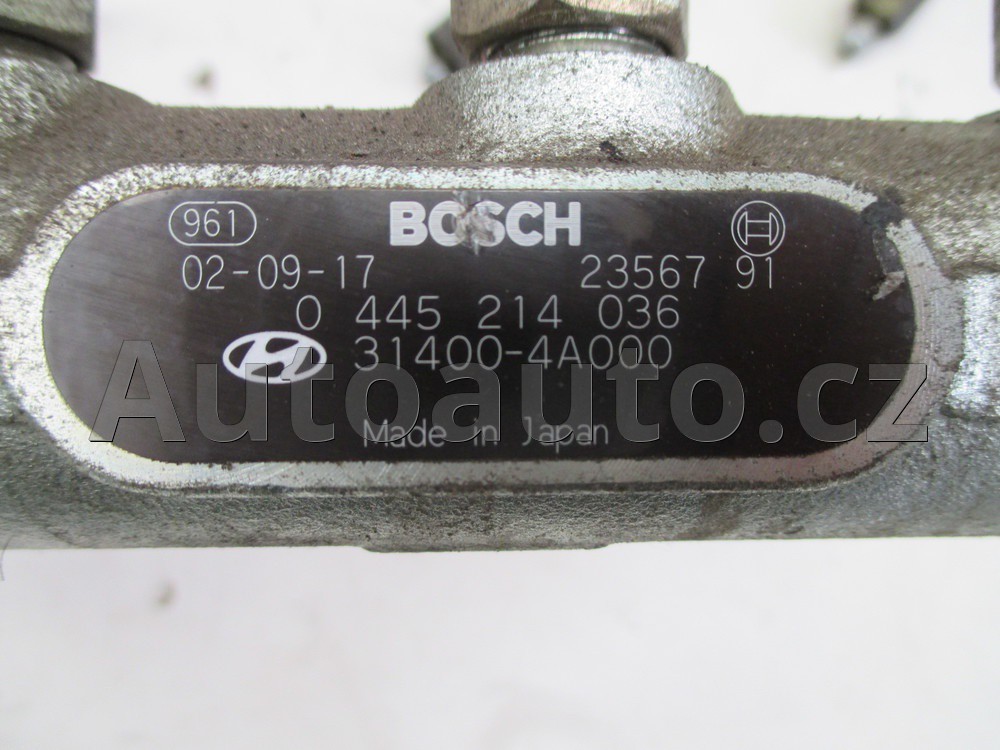 961 BOSCH
02-09-17 23567 91
0 445 214 036
31400-4A000
Made in Japan
Autoauto.cz